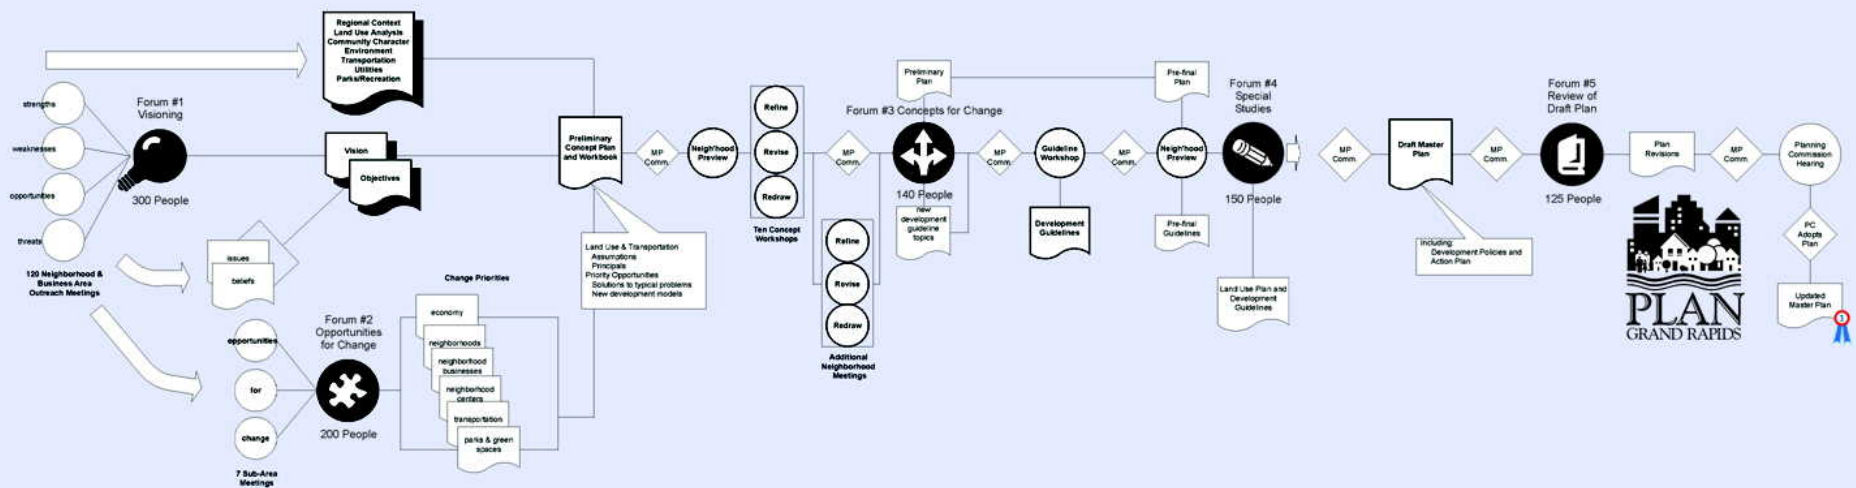 Regional Context
Land Use Analysis
Community Character
Environment
Transportation
Utilities
Parks/Recreation
strengths
weaknesses
opportunities
threats
120 Neighborhood &
Business Area
Outreach Meetings
Forum #1
Visioning
300 People
Vision
Objectives
issues
beliefs
opportunities
for
change
7 Sub-Area
Meetings
Forum #2
Opportunities
for Change
200 People
Change Priorities
economy
neighborhoods
neighborhood
businesses
neighborhood
centers
transportation
parks & green
spaces
Preliminary
Concept Plan
and Workbook
Land Use & Transportation
Assumptions
Principals
Priority Opportunities
Solutions to typical problems
New development models
MP
Comm.
Neigh'hood
Preview
Refine
Revise
Redraw
Ten Concept
Workshops
MP
Comm.
Refine
Revise
Redraw
Additional
Neighborhood
Meetings
Preliminary
Plan
Forum #3 Concepts for Change
140 People
new
development
guideline
topics
MP
Comm.
Guideline
Workshop
Development
Guidelines
MP
Comm.
Pre-final
Plan
Neigh'hood
Preview
Pre-final
Guidelines
Forum #4
Special
Studies
150 People
Land Use Plan and
Development
Guidelines
MP
Comm.
Draft Master
Plan
Including:
Development Policies and
Action Plan
MP
Comm.
Forum #5
Review of
Draft Plan
125 People
Plan
Revisions
MP
Comm.
Planning
Commission
Hearing
PC
Adopts
Plan
Updated
Master Plan
1
PLAN
GRAND RAPIDS